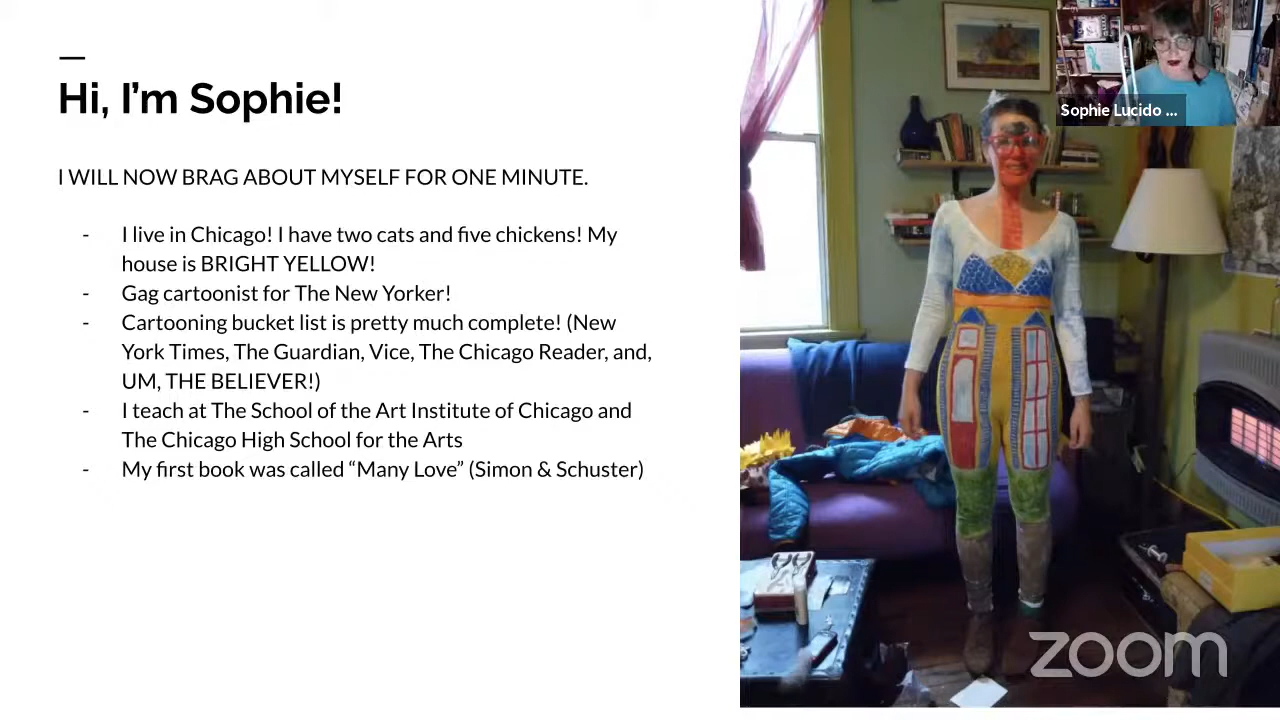 Hi, I'm Sophie!
I WILL NOW BRAG ABOUT MYSELF FOR ONE MINUTE.
- I live in Chicago! I have two cats and five chickens! My
house is BRIGHT YELLOW!
- Gag cartoonist for The New Yorker!
- Cartooning bucket list is pretty much complete! (New
York Times, The Guardian, Vice, The Chicago Reader, and,
UM, THE BELIEVER!)
- I teach at The School of the Art Institute of Chicago and
The Chicago High School for the Arts
- My first book was called “Many Love” (Simon & Schuster)
Sophie Lucido ...
zoom